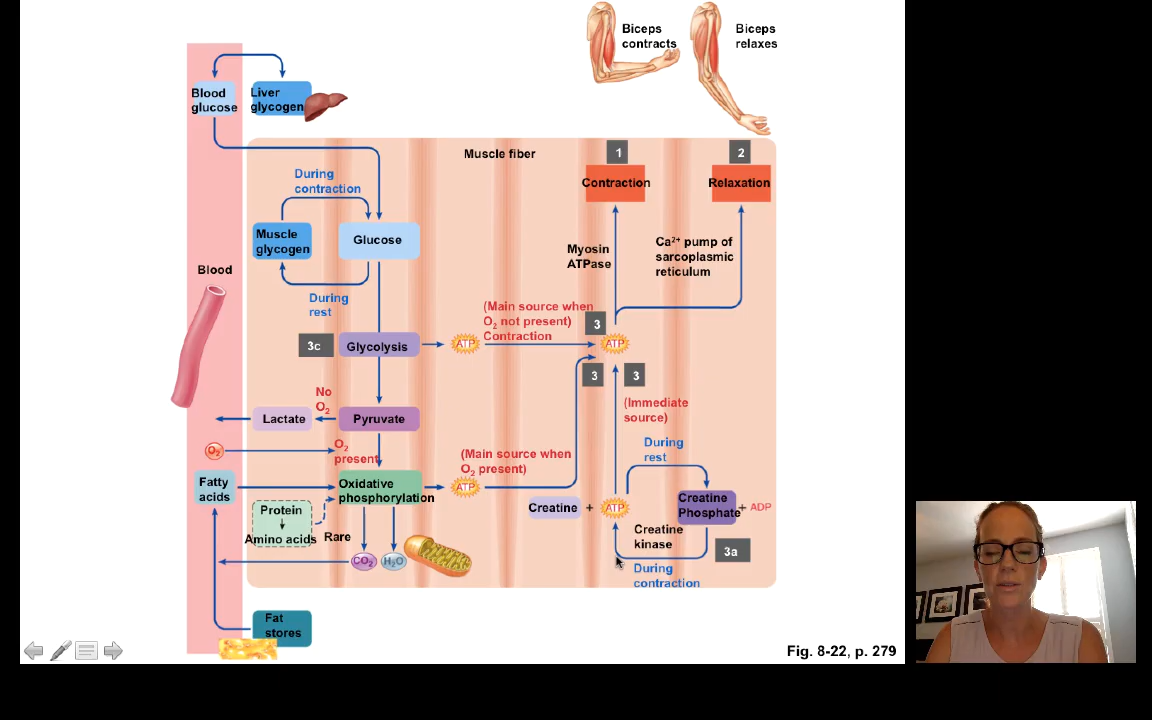 Biceps
contracts
Biceps
relaxes
Blood
glucose
Liver
glycogen
Muscle fiber
1
2
Contraction
Relaxation
During
contraction
Muscle
glycogen
Glucose
During
rest
Blood
Myosin
ATPase
Ca2+ pump of
sarcoplasmic
reticulum
(Main source when
O2 not present)
Contraction
3
3c
Glycolysis
ATP
ATP
3
3
No
O2
Lactate
Pyruvate
(Immediate
source)
O2
O2
present
(Main source when
O2 present)
During
rest
Fatty
acids
Oxidative
phosphorylation
ATP
Creatine
+
ATP
Creatine
Phosphate
+ ADP
Protein
Amino acids
Rare
Creatine
kinase
3a
CO2
H2O
During
contraction
Fat
stores
Fig. 8-22, p. 279